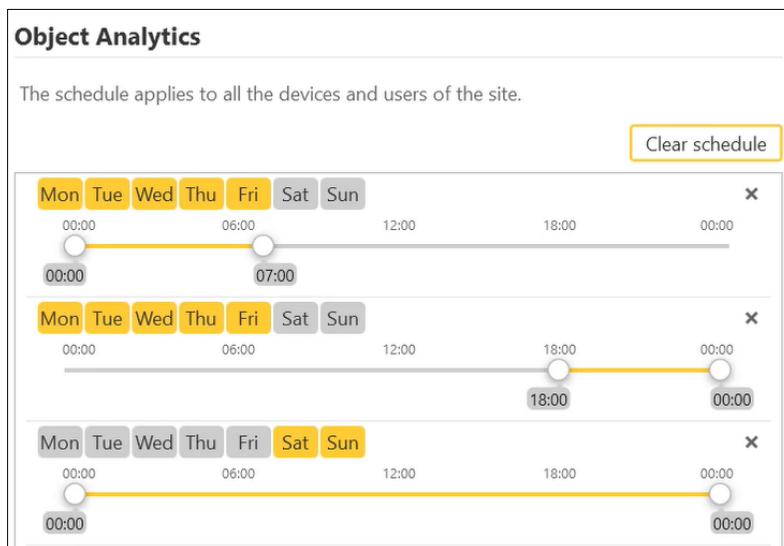 Object Analytics
The schedule applies to all the devices and users of the site.
Clear schedule
Mon Tue Wed Thu Fri Sat Sun ×
00:00 06:00 12:00 18:00 00:00
00:00 07:00
Mon Tue Wed Thu Fri Sat Sun ×
00:00 06:00 12:00 18:00 00:00
18:00 00:00
Mon Tue Wed Thu Fri Sat Sun ×
00:00 06:00 12:00 18:00 00:00
00:00 00:00